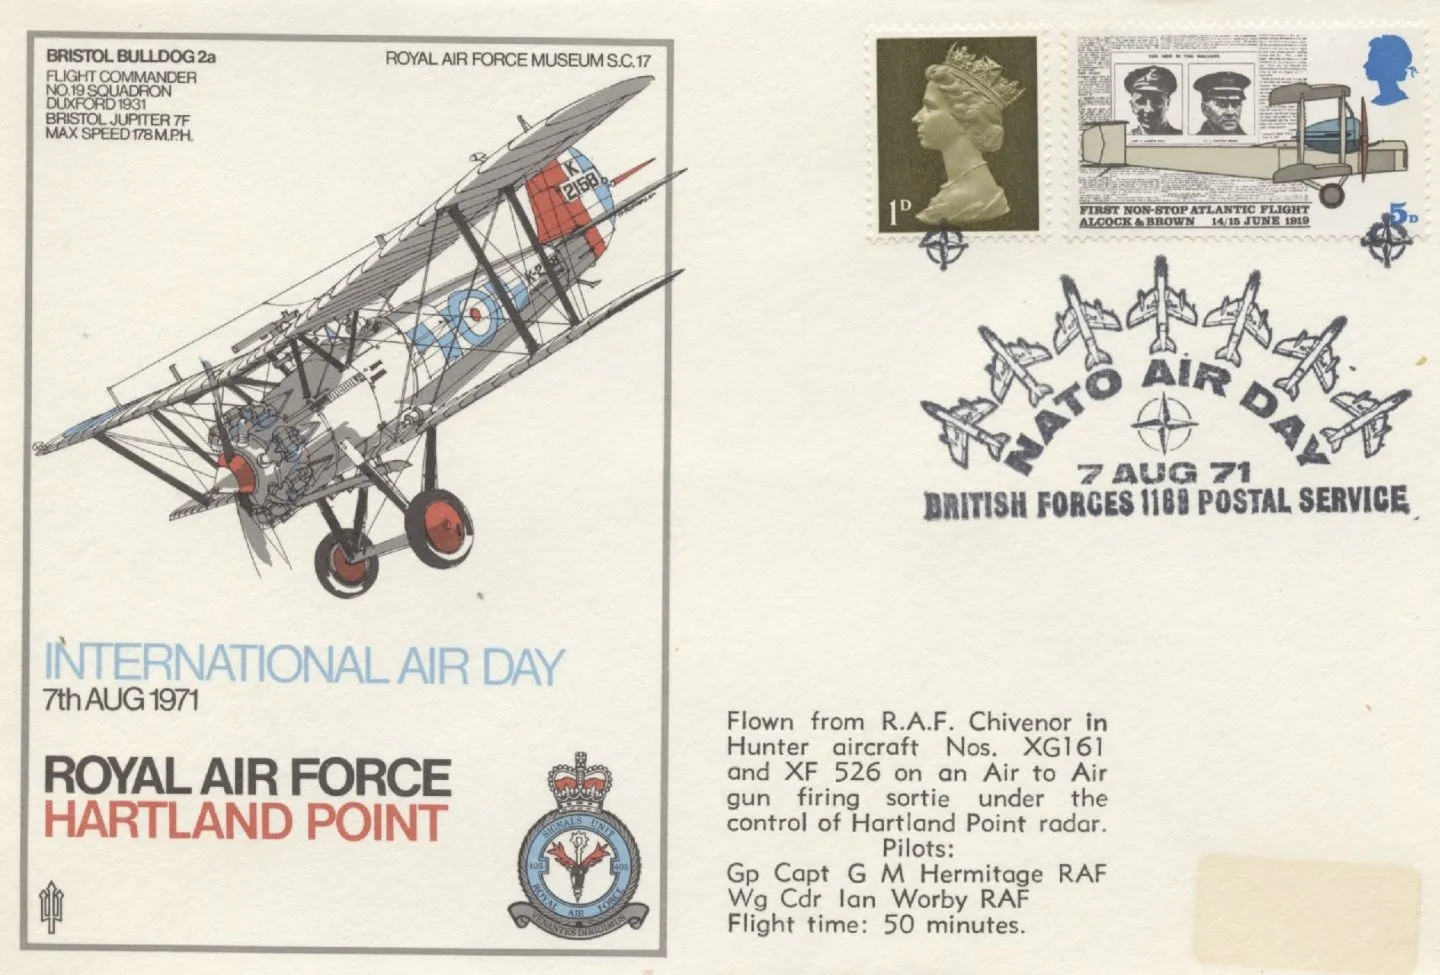 BRISTOL BULLDOG 2a
FLIGHT COMMANDER
NO.19 SQUADRON
DUXFORD 1931
BRISTOL JUPITER 7F
MAX SPEED 178 M.P.H.
ROYAL AIR FORCE MUSEUM S.C.17
K
2158
INTERNATIONAL AIR DAY
7th AUG 1971
ROYAL AIR FORCE
HARTLAND POINT
SIGNALS UNIT
405 405
ROYAL AIR FORCE
VENANTES DIRIGIMUS
1D
FIRST NON-STOP ATLANTIC FLIGHT
ALCOCK & BROWN 14/15 JUNE 1919
5D
NATO AIR DAY
7 AUG 71
BRITISH FORCES 1169 POSTAL SERVICE
Flown from R.A.F. Chivenor in
Hunter aircraft Nos. XG161
and XF 526 on an Air to Air
gun firing sortie under the
control of Hartland Point radar.
Pilots:
Gp Capt G M Hermitage RAF
Wg Cdr Ian Worby RAF
Flight time: 50 minutes.